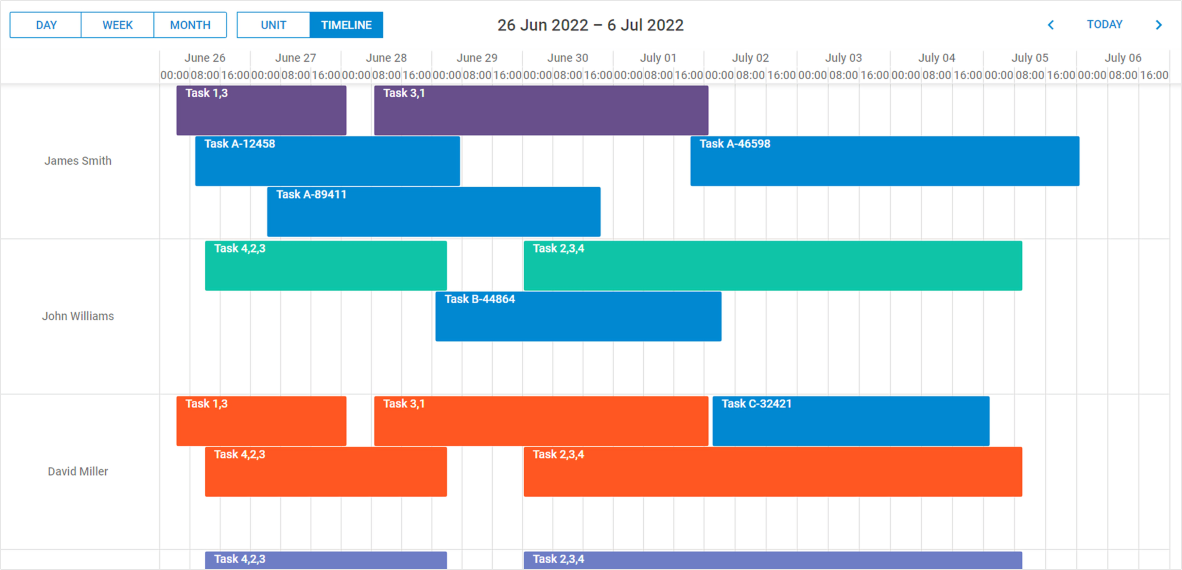 DAY WEEK MONTH UNIT TIMELINE 26 Jun 2022 – 6 Jul 2022 TODAY
June 26 June 27 June 28 June 29 June 30 July 01 July 02 July 03 July 04 July 05 July 06
00:00 08:00 16:00 00:00 08:00 16:00 00:00 08:00 16:00 00:00 08:00 16:00 00:00 08:00 16:00 00:00 08:00 16:00 00:00 08:00 16:00 00:00 08:00 16:00 00:00 08:00 16:00 00:00 08:00 16:00 00:00 08:00 16:00
Task 1,3 Task 3,1
Task A-12458 Task A-46598
James Smith
Task A-89411
Task 4,2,3 Task 2,3,4
Task B-44864
John Williams
Task 1,3 Task 3,1 Task C-32421
Task 4,2,3 Task 2,3,4
David Miller
Task 4,2,3 Task 2,3,4